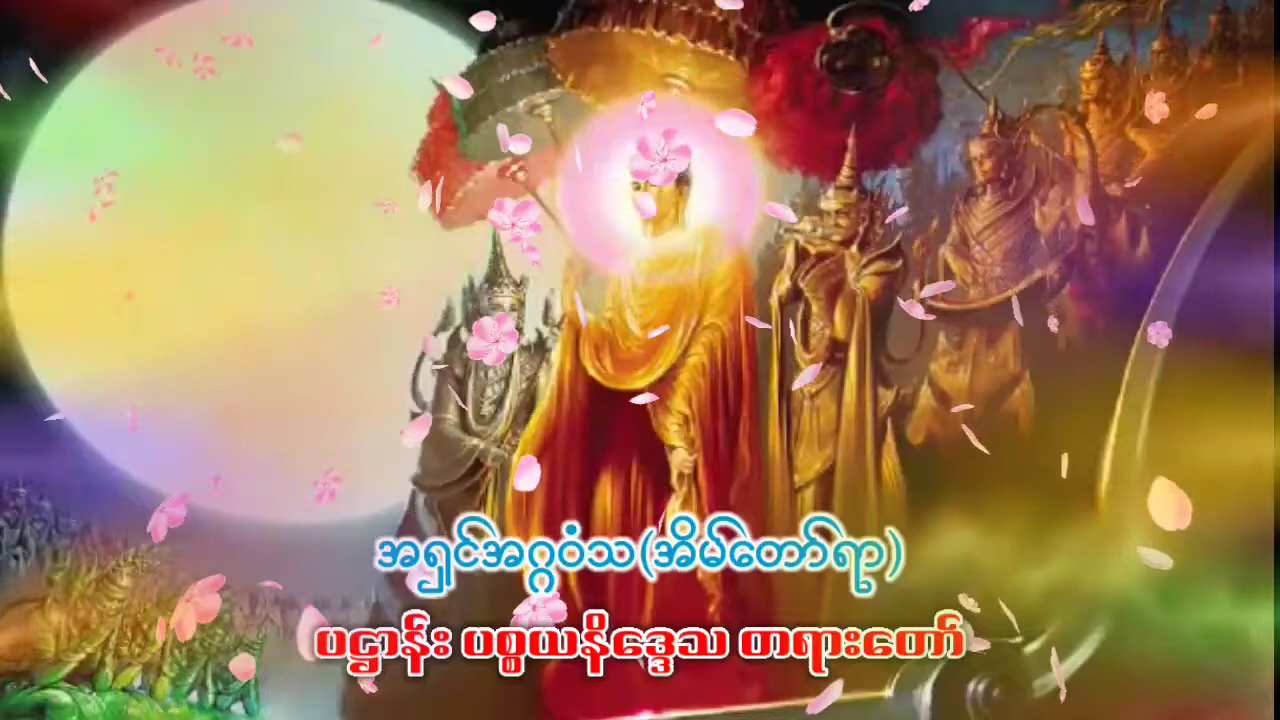 အရှင်အဂ္ဂဝံသ(အိမ်တော်ရာ)
ပဋ္ဌာန်း ပစ္စယနိဒ္ဒေသ တရားတော်